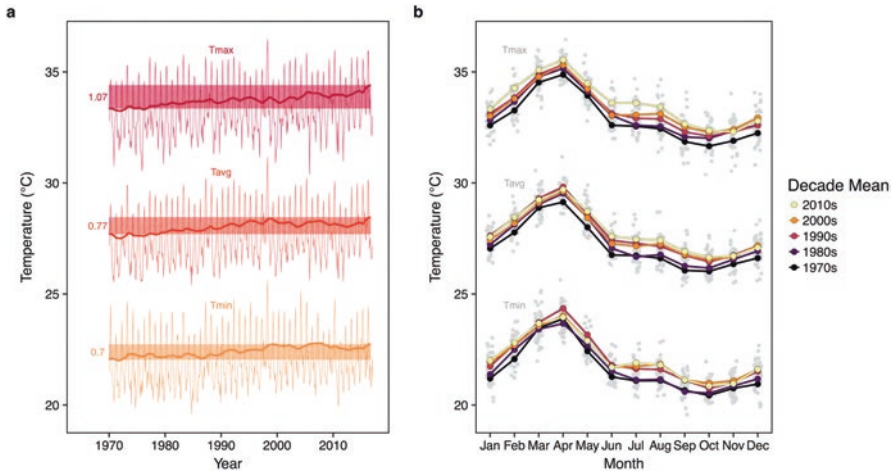 a
Temperature (°C)
35
30
25
20
Tmax
1.07
Tavg
0.77
Tmin
0.7
1970
1980
1990
2000
2010
Year
b
Temperature (°C)
35
30
25
20
Tmax
Tavg
Tmin
Jan Feb Mar Apr May Jun Jul Aug Sep Oct Nov Dec
Month
Decade Mean
2010s
2000s
1990s
1980s
1970s